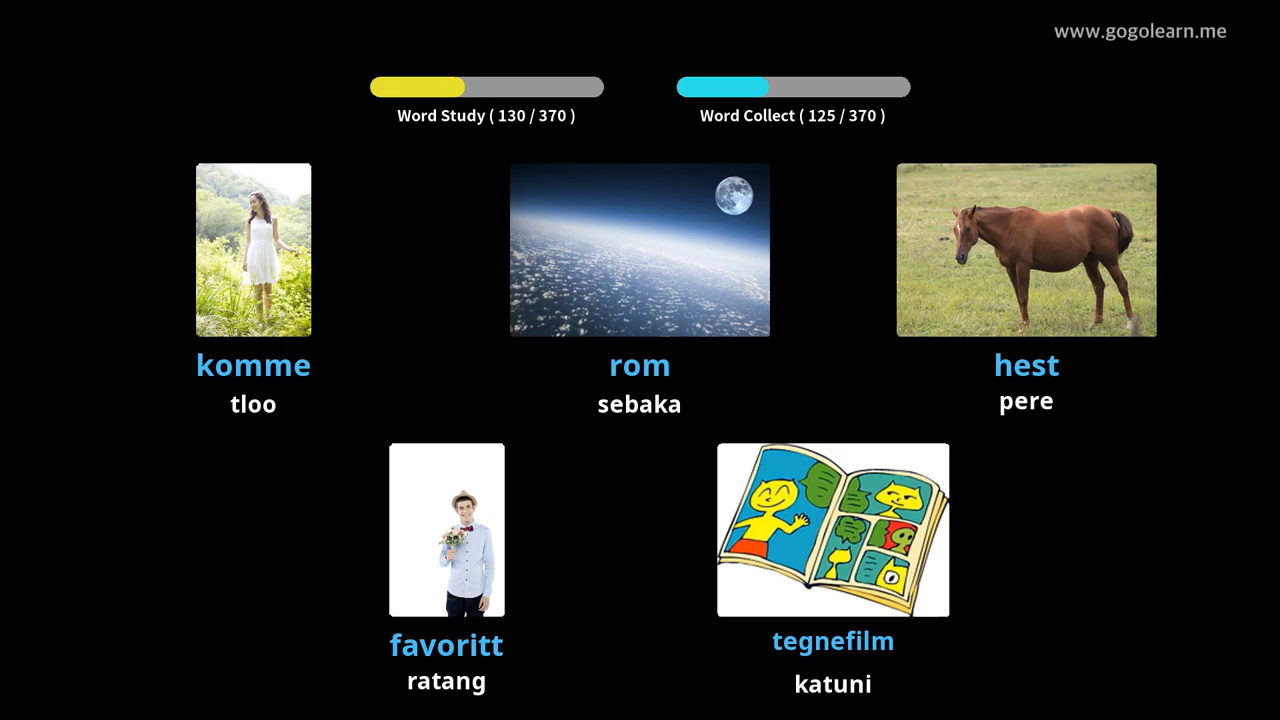 www.gogolearn.me
Word Study ( 130 / 370 )
Word Collect ( 125 / 370 )
komme
tloo
rom
sebaka
hest
pere
favoritt
ratang
tegnefilm
katuni